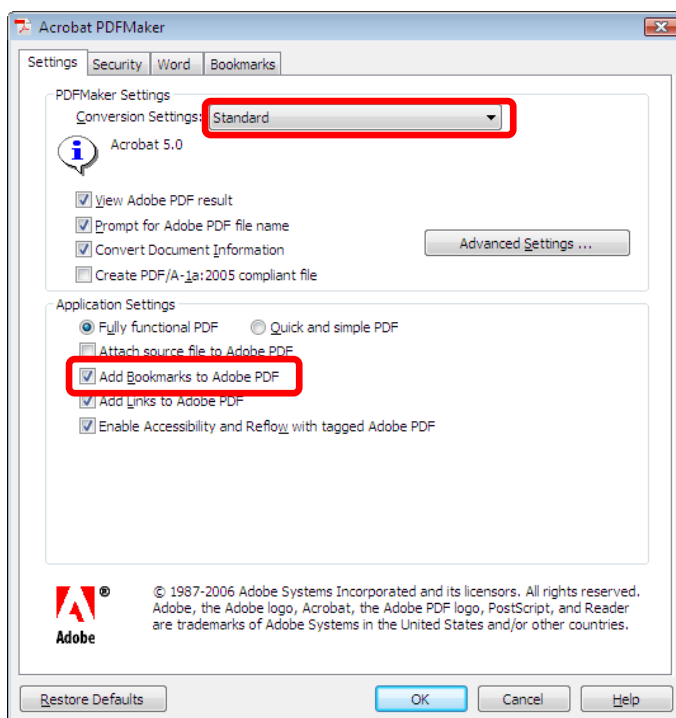 Acrobat PDFMaker
Settings Security Word Bookmarks
PDFMaker Settings
Conversion Settings: Standard
Acrobat 5.0
View Adobe PDF result
Prompt for Adobe PDF file name
Convert Document Information
Advanced Settings ...
Create PDF/A-1a:2005 compliant file
Application Settings
Fully functional PDF Quick and simple PDF
Attach source file to Adobe PDF
Add Bookmarks to Adobe PDF
Add Links to Adobe PDF
Enable Accessibility and Reflow with tagged Adobe PDF
® © 1987-2006 Adobe Systems Incorporated and its licensors. All rights reserved.
Adobe, the Adobe logo, Acrobat, the Adobe PDF logo, PostScript, and Reader
are trademarks of Adobe Systems in the United States and/or other countries.
Adobe
Restore Defaults OK Cancel Help